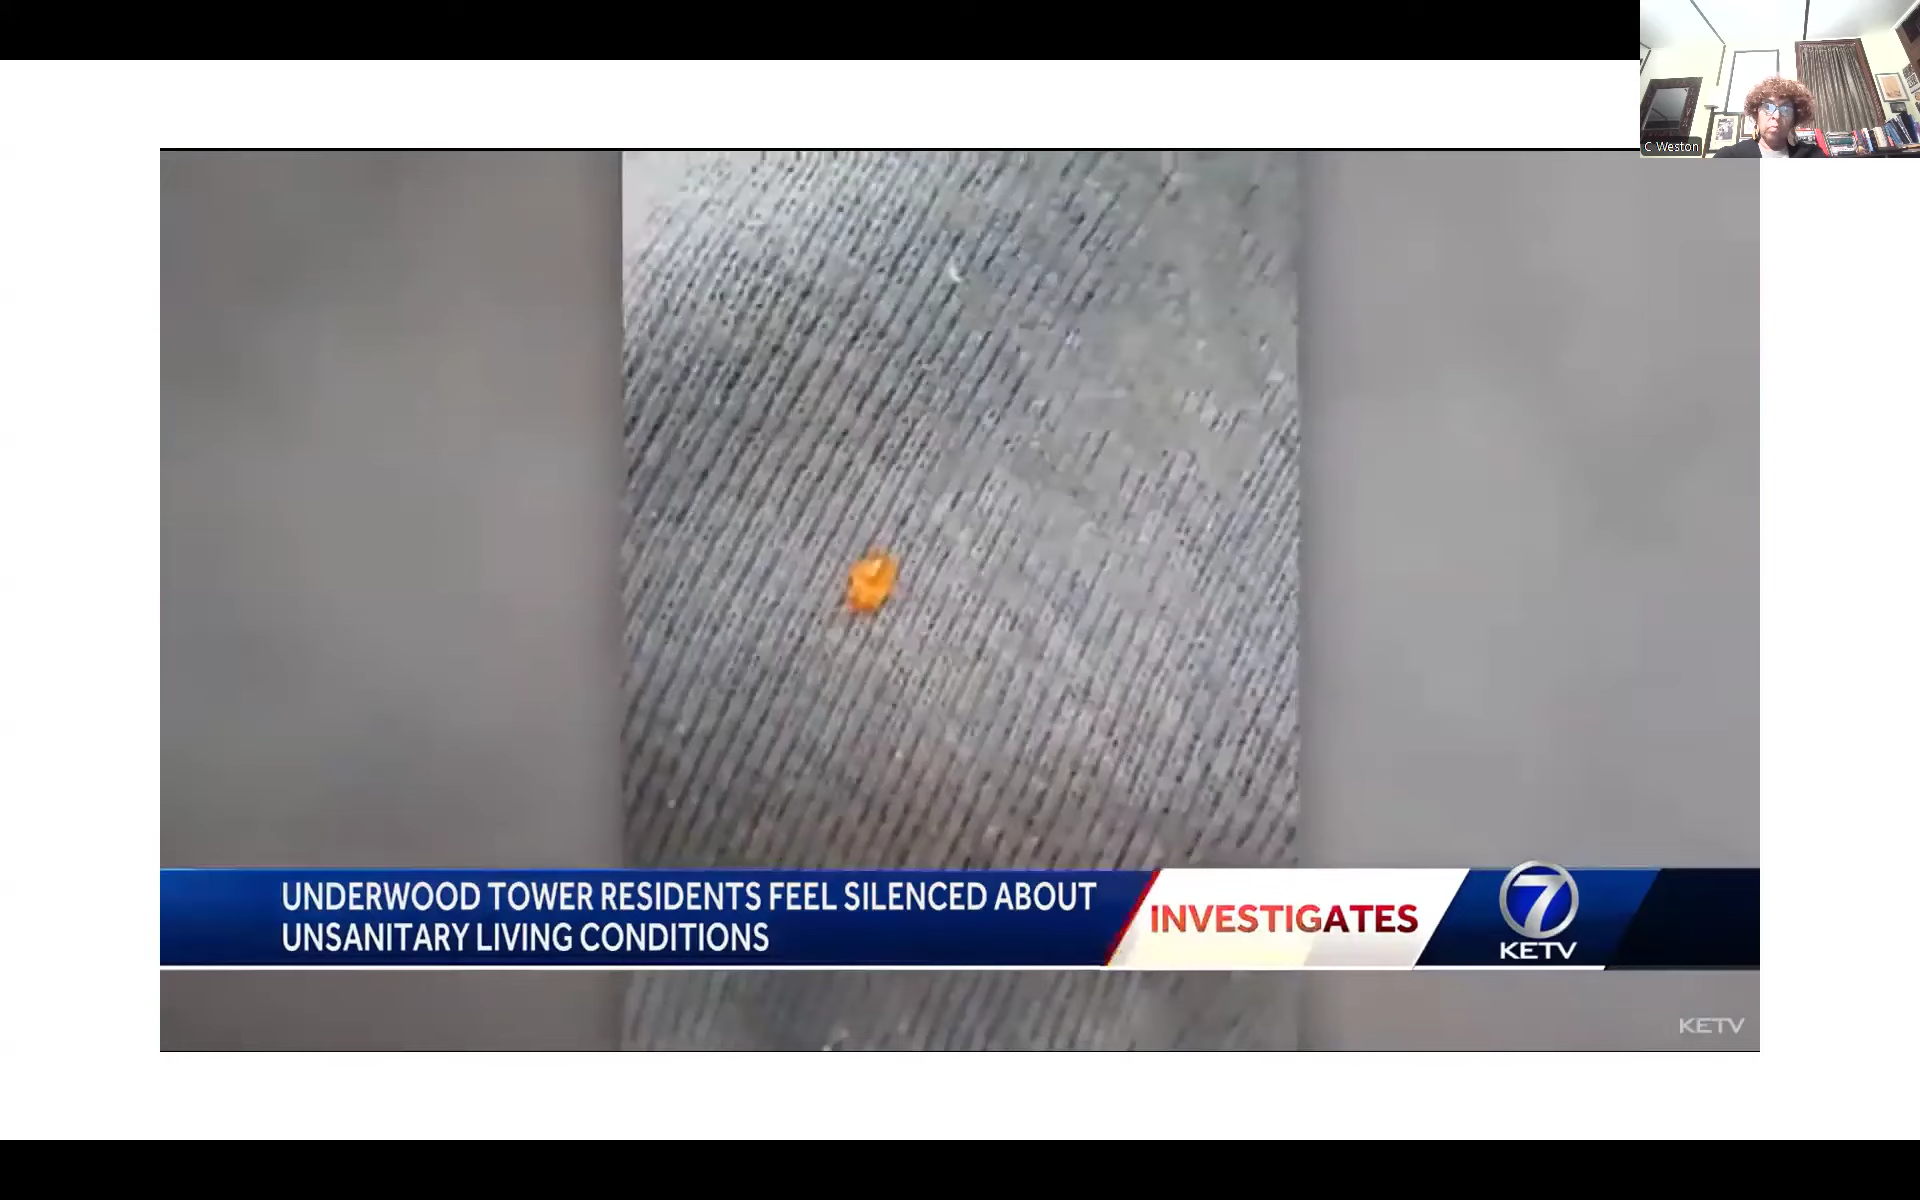 C Weston
UNDERWOOD TOWER RESIDENTS FEEL SILENCED ABOUT
UNSANITARY LIVING CONDITIONS
INVESTIGATES
7
KETV
KETV